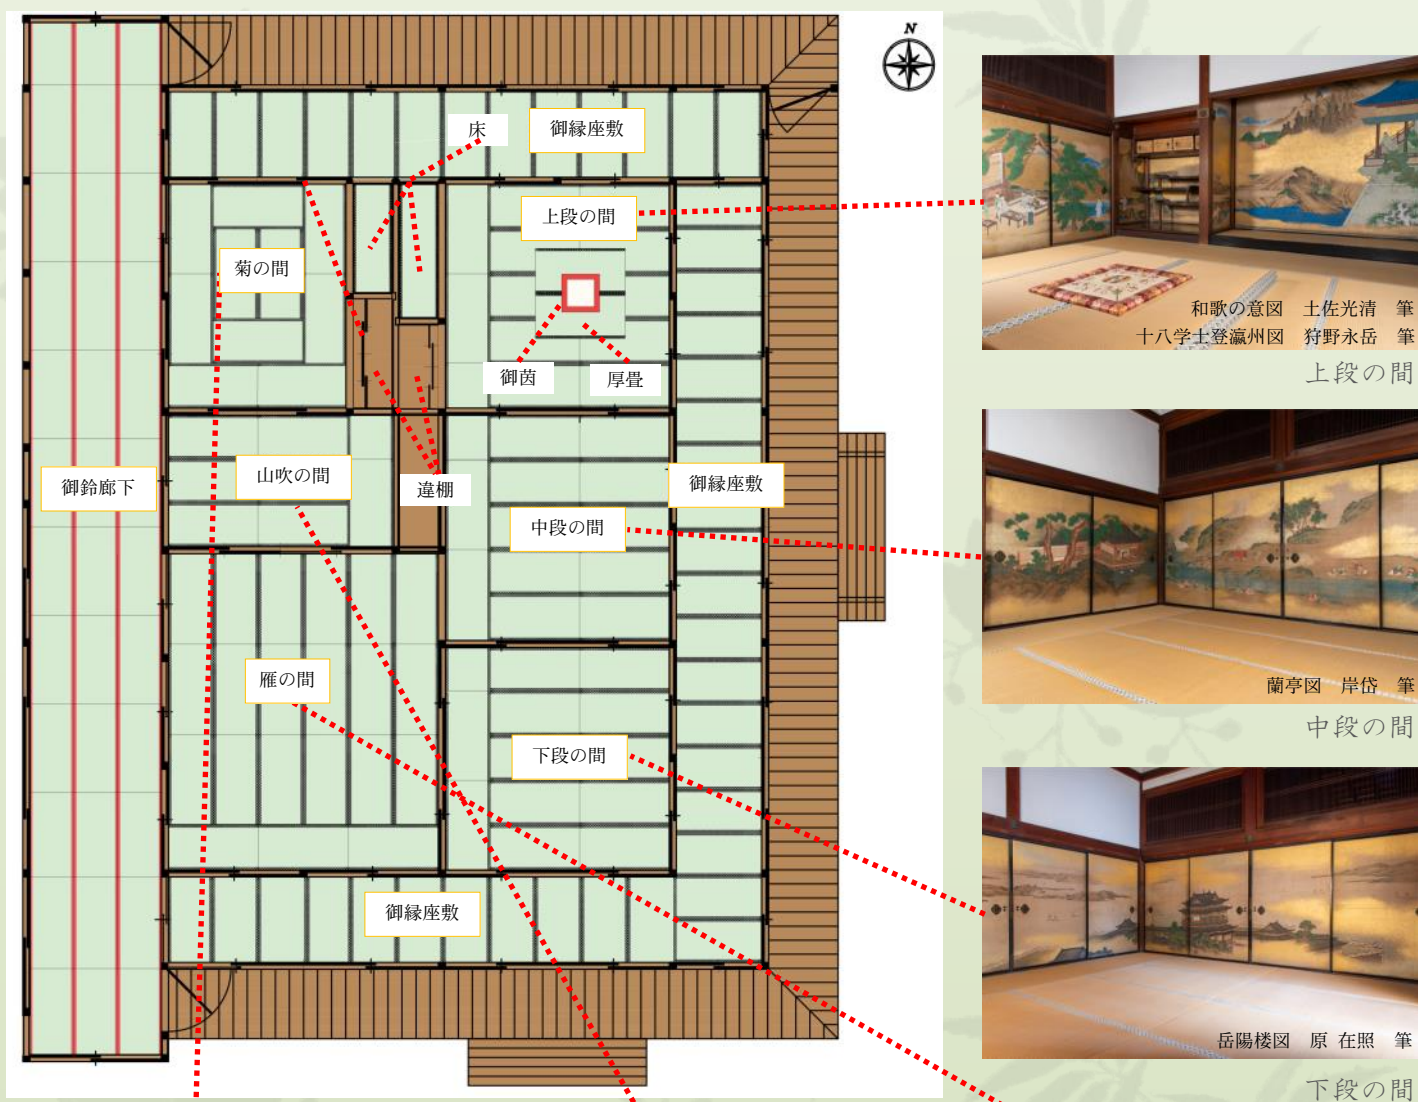 N
床
御縁座敷
上段の間
菊の間
御茵
厚畳
御鈴廊下
山吹の間
違棚
御縁座敷
中段の間
雁の間
下段の間
御縁座敷
和歌の意図 土佐光清 筆
十八学士登瀛州図 狩野永岳 筆
上段の間
蘭亭図 岸岱 筆
中段の間
岳陽楼図 原 在照 筆
下段の間